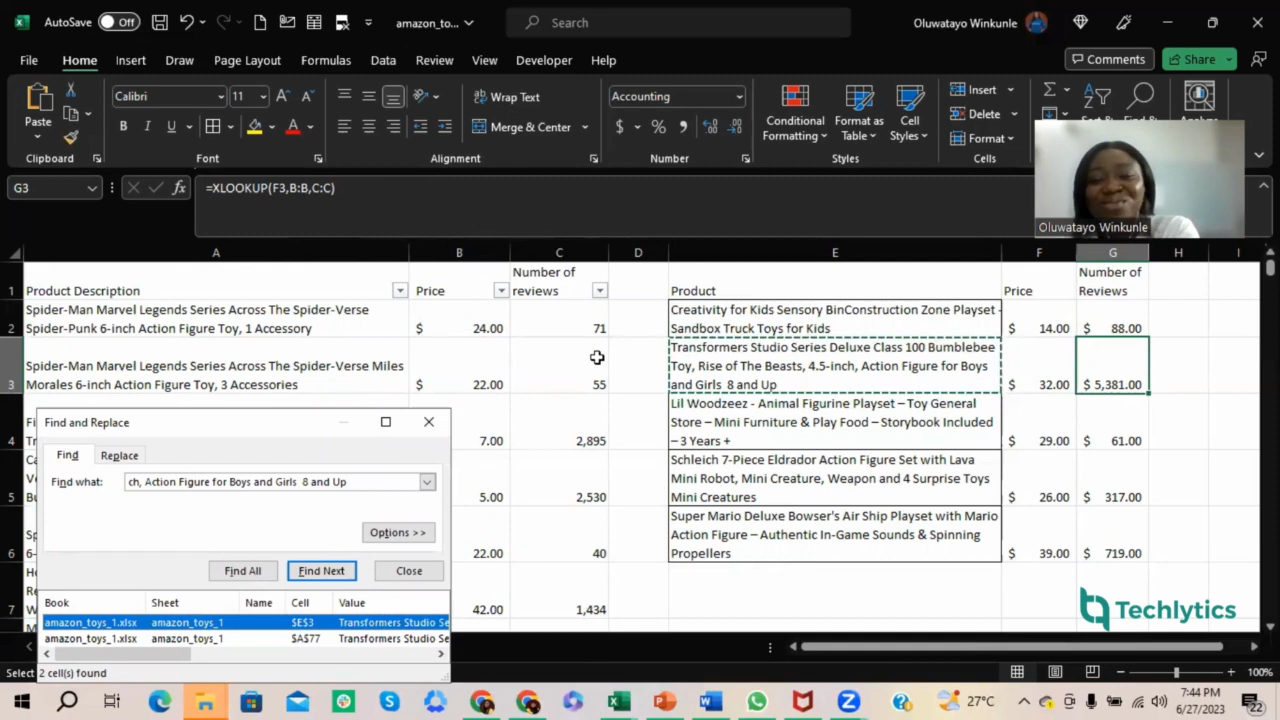 AutoSave
Off
amazon_to...
Search
Oluwatayo Winkunle
File
Home
Insert
Draw
Page Layout
Formulas
Data
Review
View
Developer
Help
Comments
Share
Paste
Calibri
11
Wrap Text
Merge & Center
Accounting
Conditional
Formatting
Format as
Table
Cell
Styles
Insert
Delete
Format
Clipboard
Font
Alignment
Number
Styles
Cells
G3
=XLOOKUP(F3,B:B,C:C)
Oluwatayo Winkunle
A
B
C
D
E
F
G
H
I
1
Product Description
Price
Number of
reviews
Product
Price
Number of
Reviews
2
Spider-Man Marvel Legends Series Across The Spider-Verse
Spider-Punk 6-inch Action Figure Toy, 1 Accessory
$ 24.00
71
Creativity for Kids Sensory BinConstruction Zone Playset -
Sandbox Truck Toys for Kids
$ 14.00
$ 88.00
3
Spider-Man Marvel Legends Series Across The Spider-Verse Miles
Morales 6-inch Action Figure Toy, 3 Accessories
$ 22.00
55
Transformers Studio Series Deluxe Class 100 Bumblebee
Toy, Rise of The Beasts, 4.5-inch, Action Figure for Boys
and Girls 8 and Up
$ 32.00
$ 5,381.00
4
7.00
2,895
Lil Woodzeez - Animal Figurine Playset – Toy General
Store – Mini Furniture & Play Food – Storybook Included
– 3 Years +
$ 29.00
$ 61.00
5
5.00
2,530
Schleich 7-Piece Eldrador Action Figure Set with Lava
Mini Robot, Mini Creature, Weapon and 4 Surprise Toys
Mini Creatures
$ 26.00
$ 317.00
6
22.00
40
Super Mario Deluxe Bowser's Air Ship Playset with Mario
Action Figure – Authentic In-Game Sounds & Spinning
Propellers
$ 39.00
$ 719.00
7
42.00
1,434
Find and Replace
Find
Replace
Find what:
ch, Action Figure for Boys and Girls 8 and Up
Options >>
Find All
Find Next
Close
Book
Sheet
Name
Cell
Value
amazon_toys_1.xlsx
amazon_toys_1
$E$3
Transformers Studio Se
amazon_toys_1.xlsx
amazon_toys_1
$A$77
Transformers Studio Se
2 cell(s) found
Techlytics
Select
100%
27°C
7:44 PM
6/27/2023
22